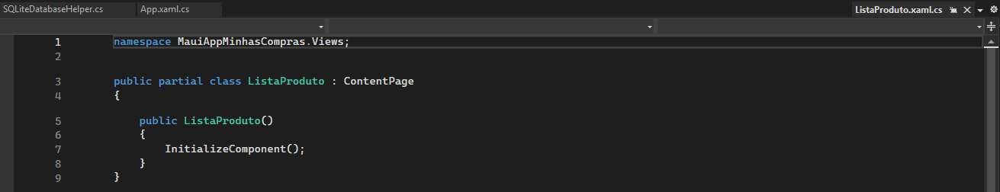 SQLiteDatabaseHelper.cs App.xaml.cs ListaProduto.xaml.cs
1 namespace MauiAppMinhasCompras.Views;
2
3 public partial class ListaProduto : ContentPage
4 {
5 public ListaProduto()
6 {
7 InitializeComponent();
8 }
9 }